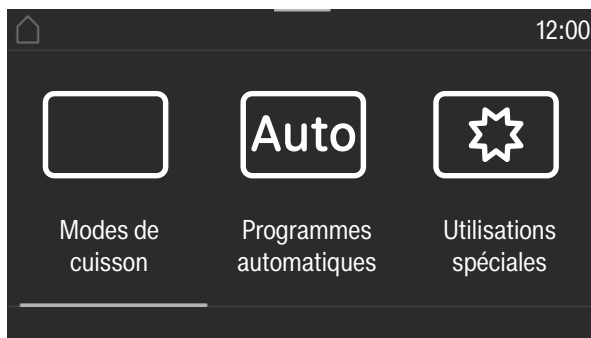 12:00
Auto
Modes de
cuisson
Programmes
automatiques
Utilisations
spéciales